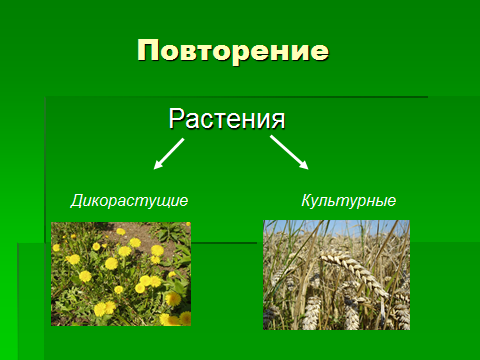 Повторение
Растения
Дикорастущие
Культурные